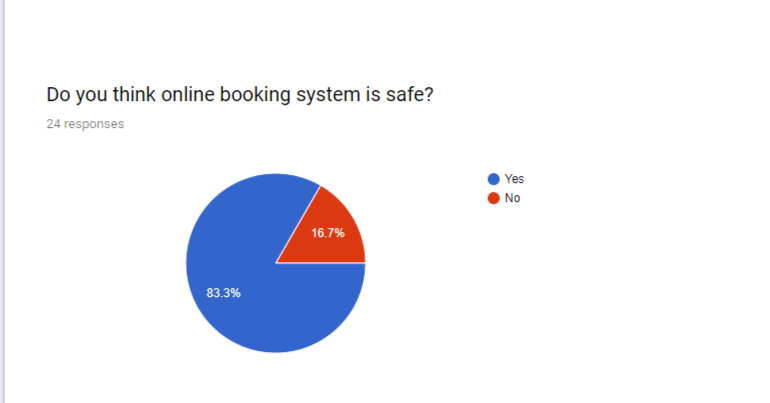 Do you think online booking system is safe?
24 responses
Yes
No
16.7%
83.3%